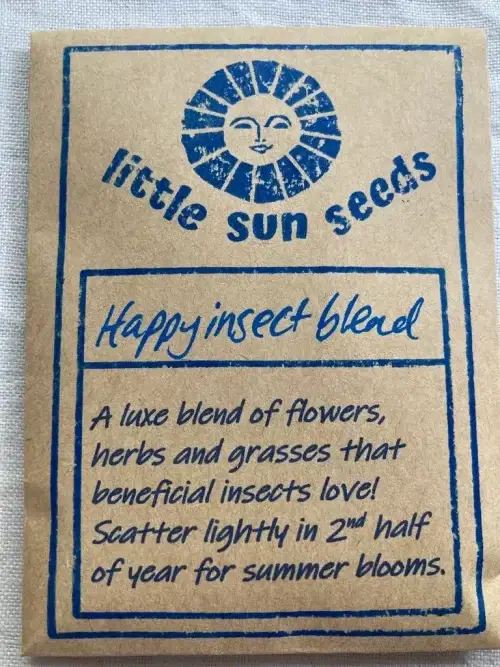 little sun seeds
Happy insect blend
A luxe blend of flowers,
herbs and grasses that
beneficial insects love!
Scatter lightly in 2nd half
of year for summer blooms.